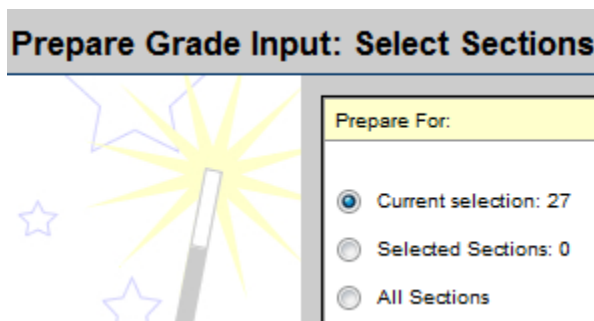 Prepare Grade Input: Select Sections
Prepare For:
Current selection: 27
Selected Sections: 0
All Sections